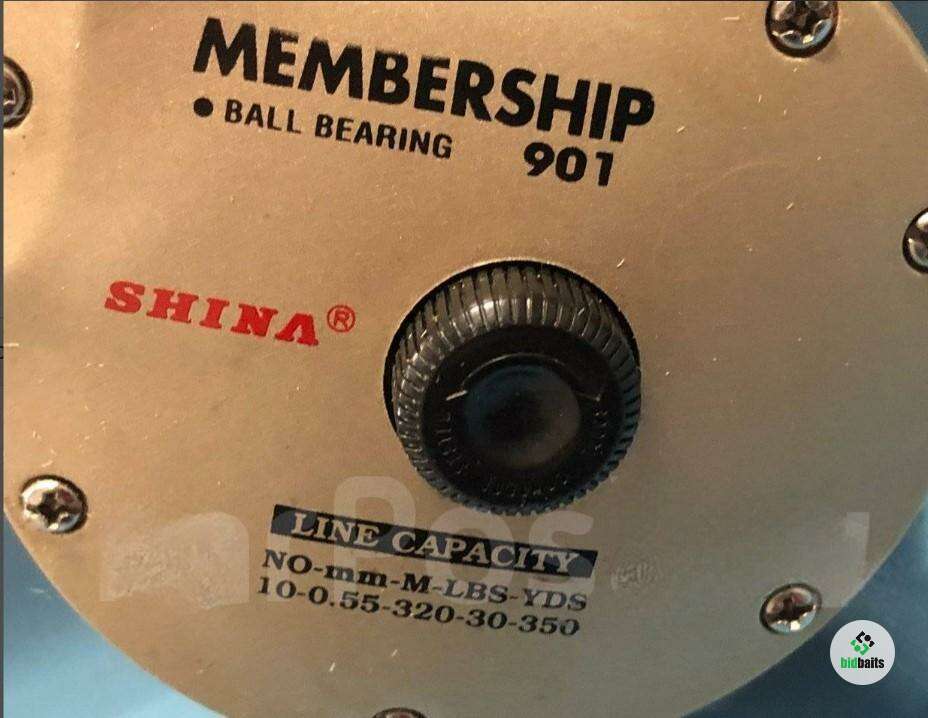 MEMBERSHIP
• BALL BEARING
901
SHINA®
LINE CAPACITY
NO-mm-M-LBS-YDS
10-0.55-320-30-350
bidbaits